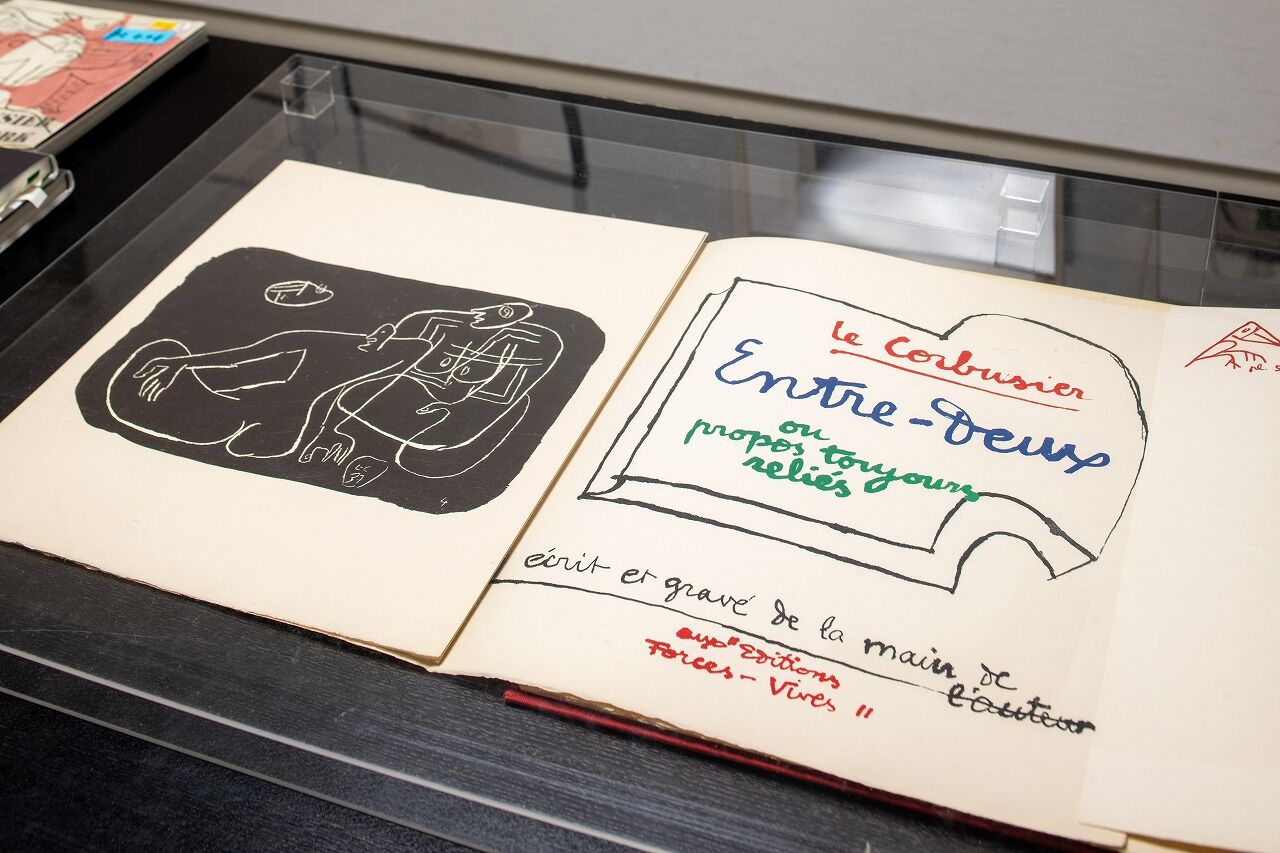 SIER
Le Corbusier
Entre-Deux
ou
propos toujours
reliés
écrit et gravé de la main de
l'auteur
aux "Editions
Forces-Vives"